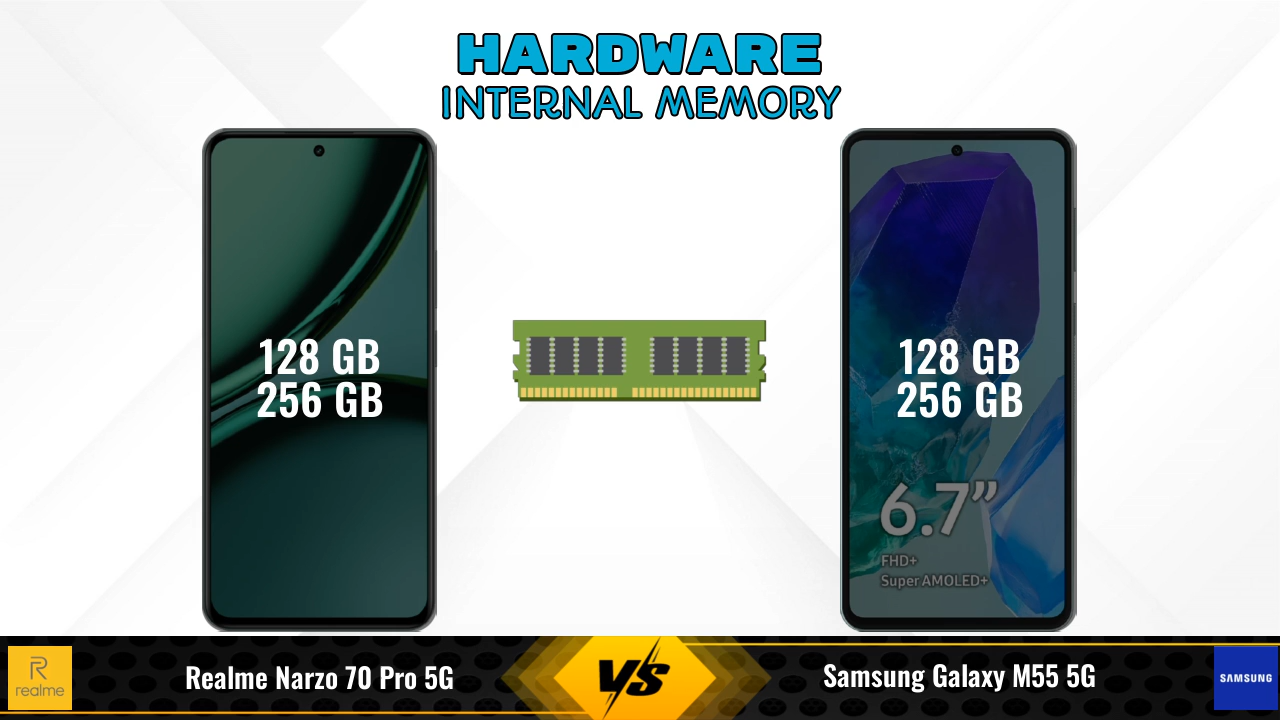 HARDWARE
INTERNAL MEMORY
128 GB
256 GB
128 GB
256 GB
6.7”
FHD+
Super AMOLED+
R
realme
Realme Narzo 70 Pro 5G
VS
Samsung Galaxy M55 5G
SAMSUNG